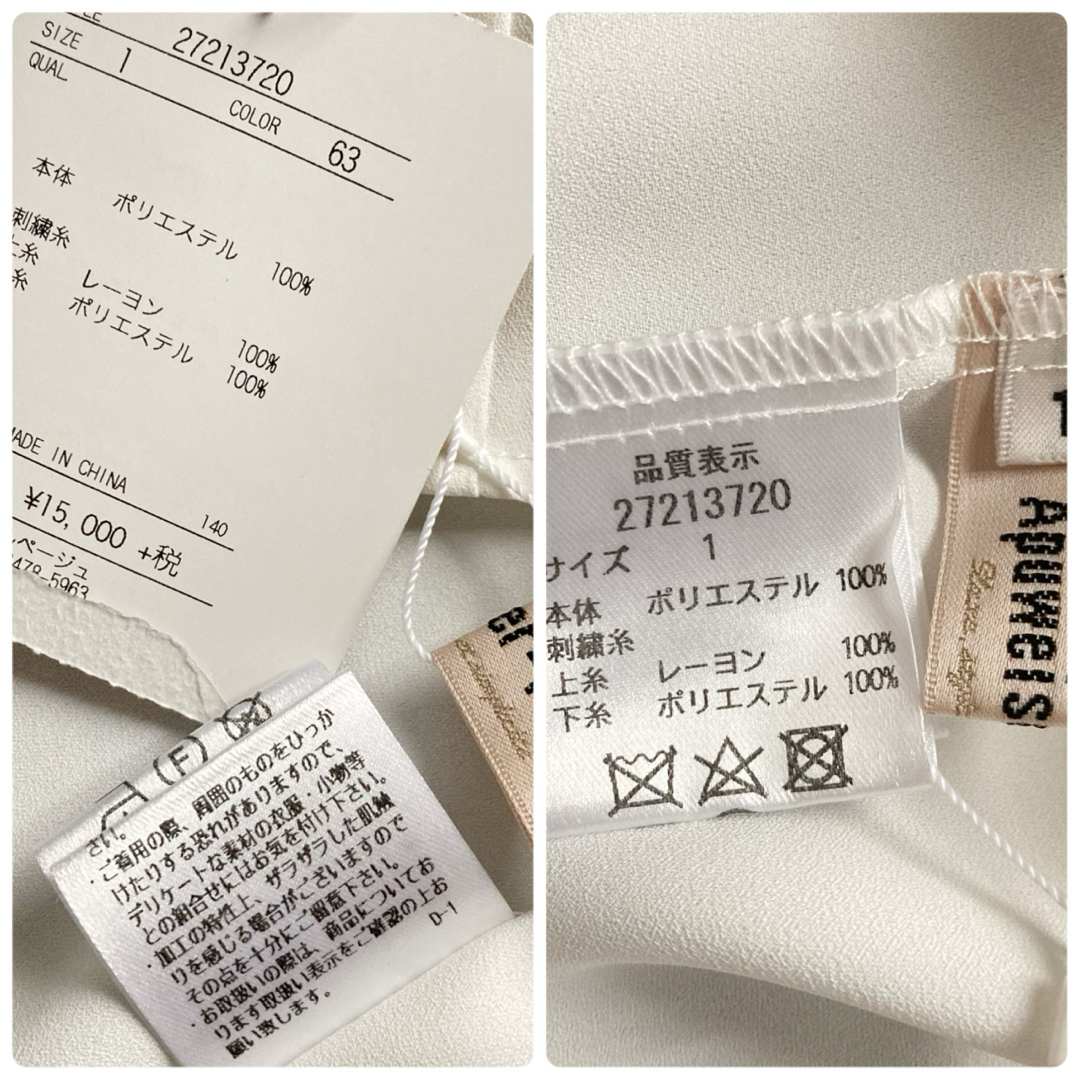 27213720
SIZE 1
QUAL
COLOR 63
本体 ポリエステル 100%
刺繍糸
上糸 レーヨン 100%
糸 ポリエステル 100%
MADE IN CHINA
140
¥15,000 +税
ルページュ
478-5963
(F)
さい。
・ご着用の際、周囲のものをひっか
けたりする恐れがありますので、
デリケートな素材の衣服・小物等
との組合せにはお気を付け下さい。
・加工の特性上、ザラザラした肌触
りを感じる場合がございますので
その点を十分にご留意下さい。
・お取扱いの際は、商品についてお
ります取扱い表示をご確認の上お
願い致します。
D-1
品質表示
27213720
サイズ 1
本体 ポリエステル 100%
刺繍糸
上糸 レーヨン 100%
下糸 ポリエステル 100%
1
Apuweis